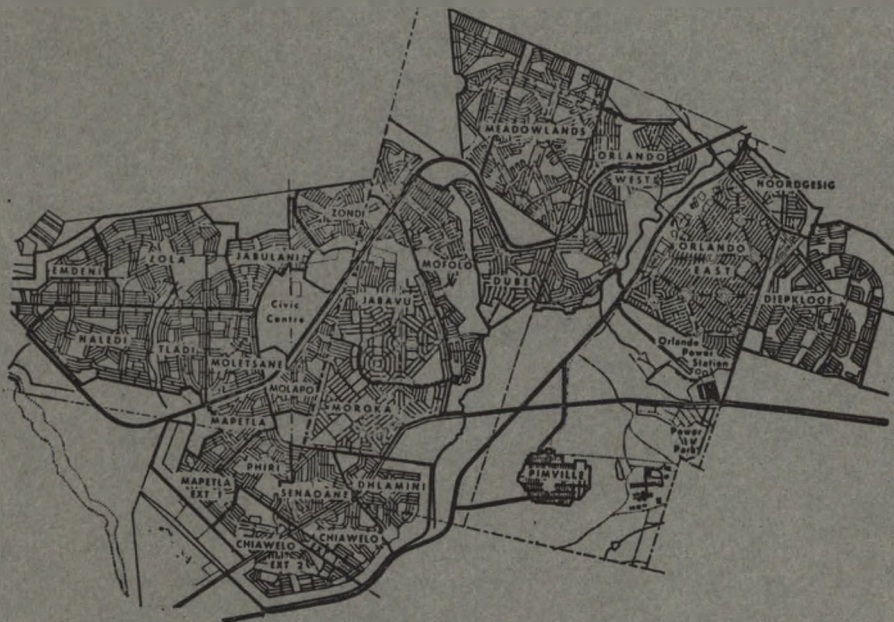 MEADOWLANDS
ORLANDO
WEST
NOORDGESIG
ZONDI
ORLANDO
EAST
ZOLA
JABULANI
MOFOLO
EMDENI
DUBE
DIEPKLOOF
JABAVU
Civic
Centre
NALEDI
TLADI
Orlando
Power
Station
MOLETSANE
MOLAPO
MAPETLA
MOROKA
Power
Park
PHIRI
PIMVILLE
MAPETLA
EXT 1
SENAOANE
DHLAMINI
CHIAWELO
CHIAWELO
EXT 2